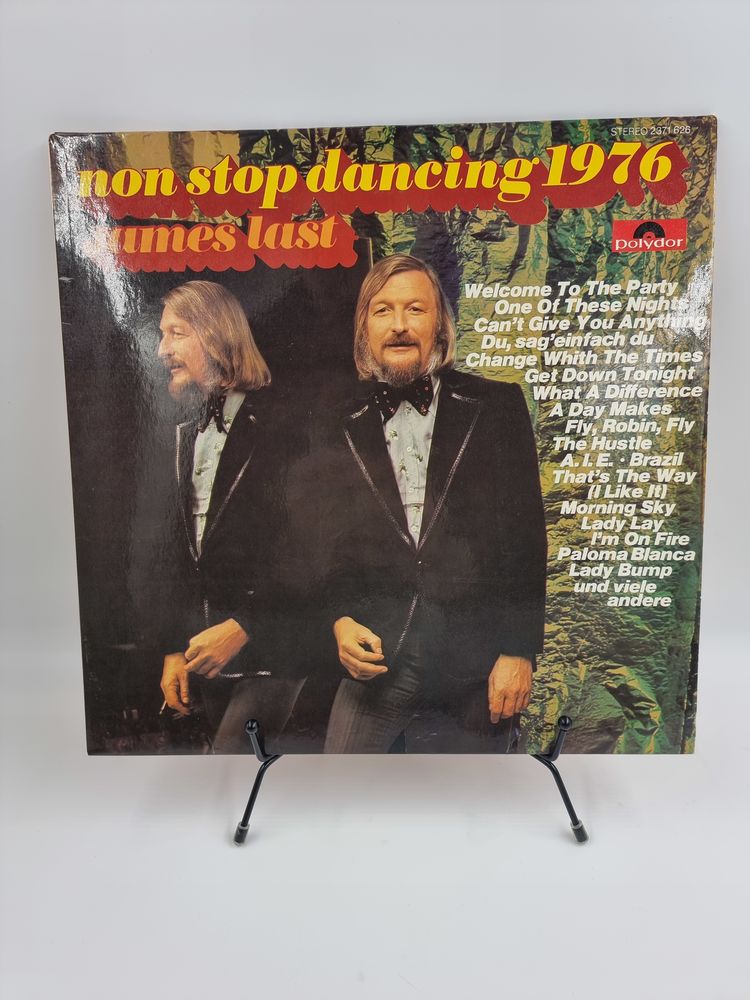 STEREO 2371 626
non stop dancing 1976
james last
polydor
Welcome To The Party
One Of These Nights
Can't Give You Anything
Du, sag'einfach du
Change Whith The Times
Get Down Tonight
What A Difference
A Day Makes
Fly, Robin, Fly
The Hustle
A.I.E. • Brazil
That's The Way
(I Like It)
Morning Sky
Lady Lay
I'm On Fire
Paloma Blanca
Lady Bump
und viele
andere